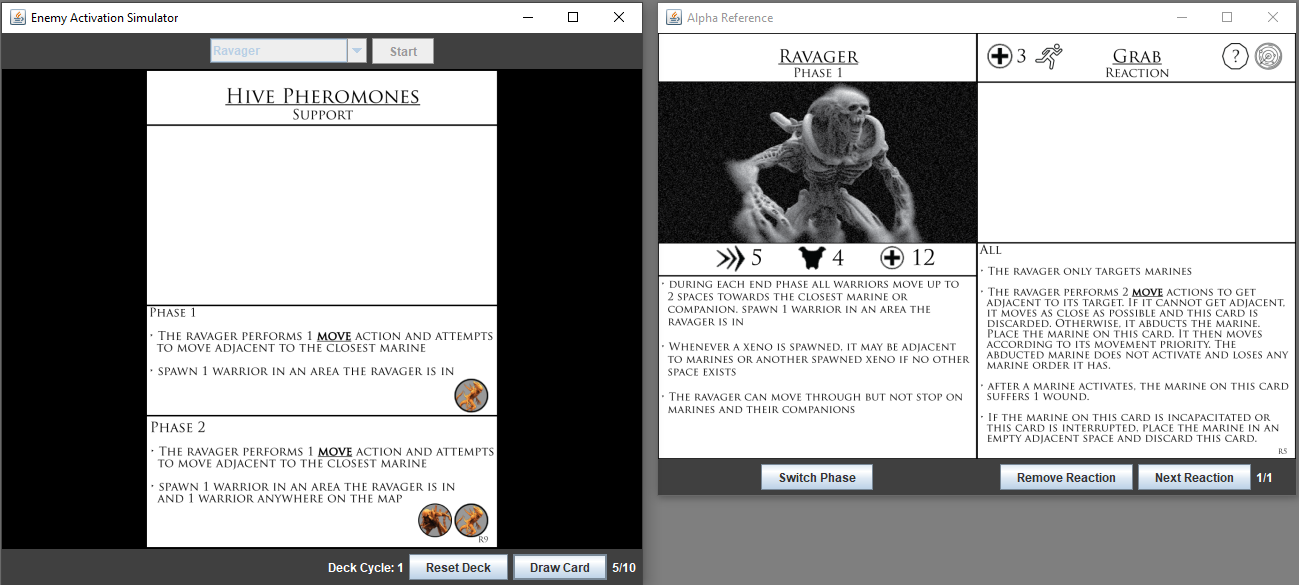 Enemy Activation Simulator
Ravager
Start
Hive Pheromones
Support
Phase 1
· The Ravager performs 1 move action and attempts
to move adjacent to the closest marine
· spawn 1 warrior in an area the ravager is in
Phase 2
· The Ravager performs 1 move action and attempts
to move adjacent to the closest marine
· spawn 1 warrior in an area the ravager is in
and 1 warrior anywhere on the map
R9
Deck Cycle: 1
Reset Deck
Draw Card
5/10
Alpha Reference
Ravager
Phase 1
5
4
12
· during each end phase all warriors move up to
2 spaces towards the closest marine or
companion. spawn 1 warrior in an area the
ravager is in
· Whenever a xeno is spawned, it may be adjacent
to marines or another spawned xeno if no other
space exists
· The ravager can move through but not stop on
marines and their companions
Switch Phase
3
Grab
Reaction
?
All
· The ravager only targets marines
· The ravager performs 2 move actions to get
adjacent to its target. If it cannot get adjacent,
it moves as close as possible and this card is
discarded. Otherwise, it abducts the marine.
Place the marine on this card. It then moves
according to its movement priority. The
abducted marine does not activate and loses any
marine order it has.
· after a marine activates, the marine on this card
suffers 1 wound.
· If the marine on this card is incapacitated or
this card is interrupted, place the marine in an
empty adjacent space and discard this card.
R5
Remove Reaction
Next Reaction
1/1